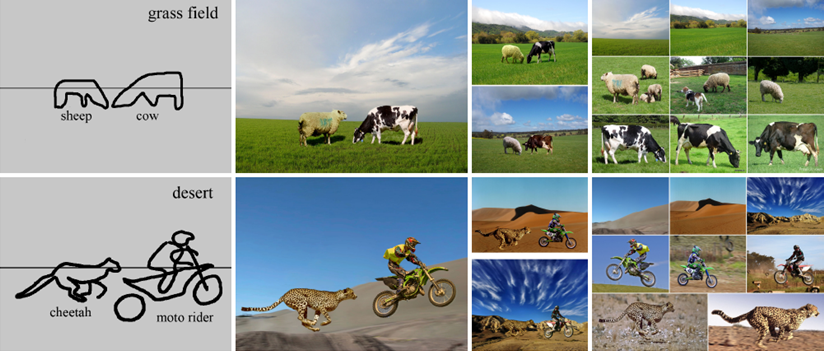 grass field
sheep
cow
desert
cheetah
moto rider